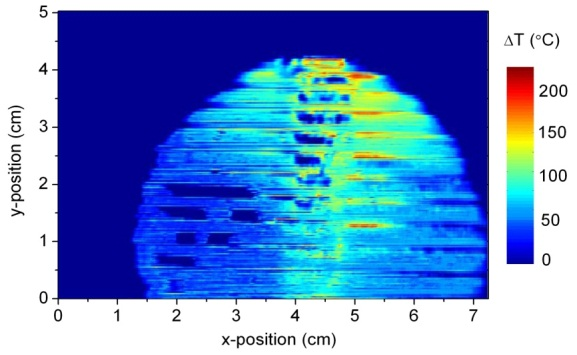 5
4
3
2
1
0
0 1 2 3 4 5 6 7
y-position (cm)
x-position (cm)
ΔT (°C)
200
150
100
50
0